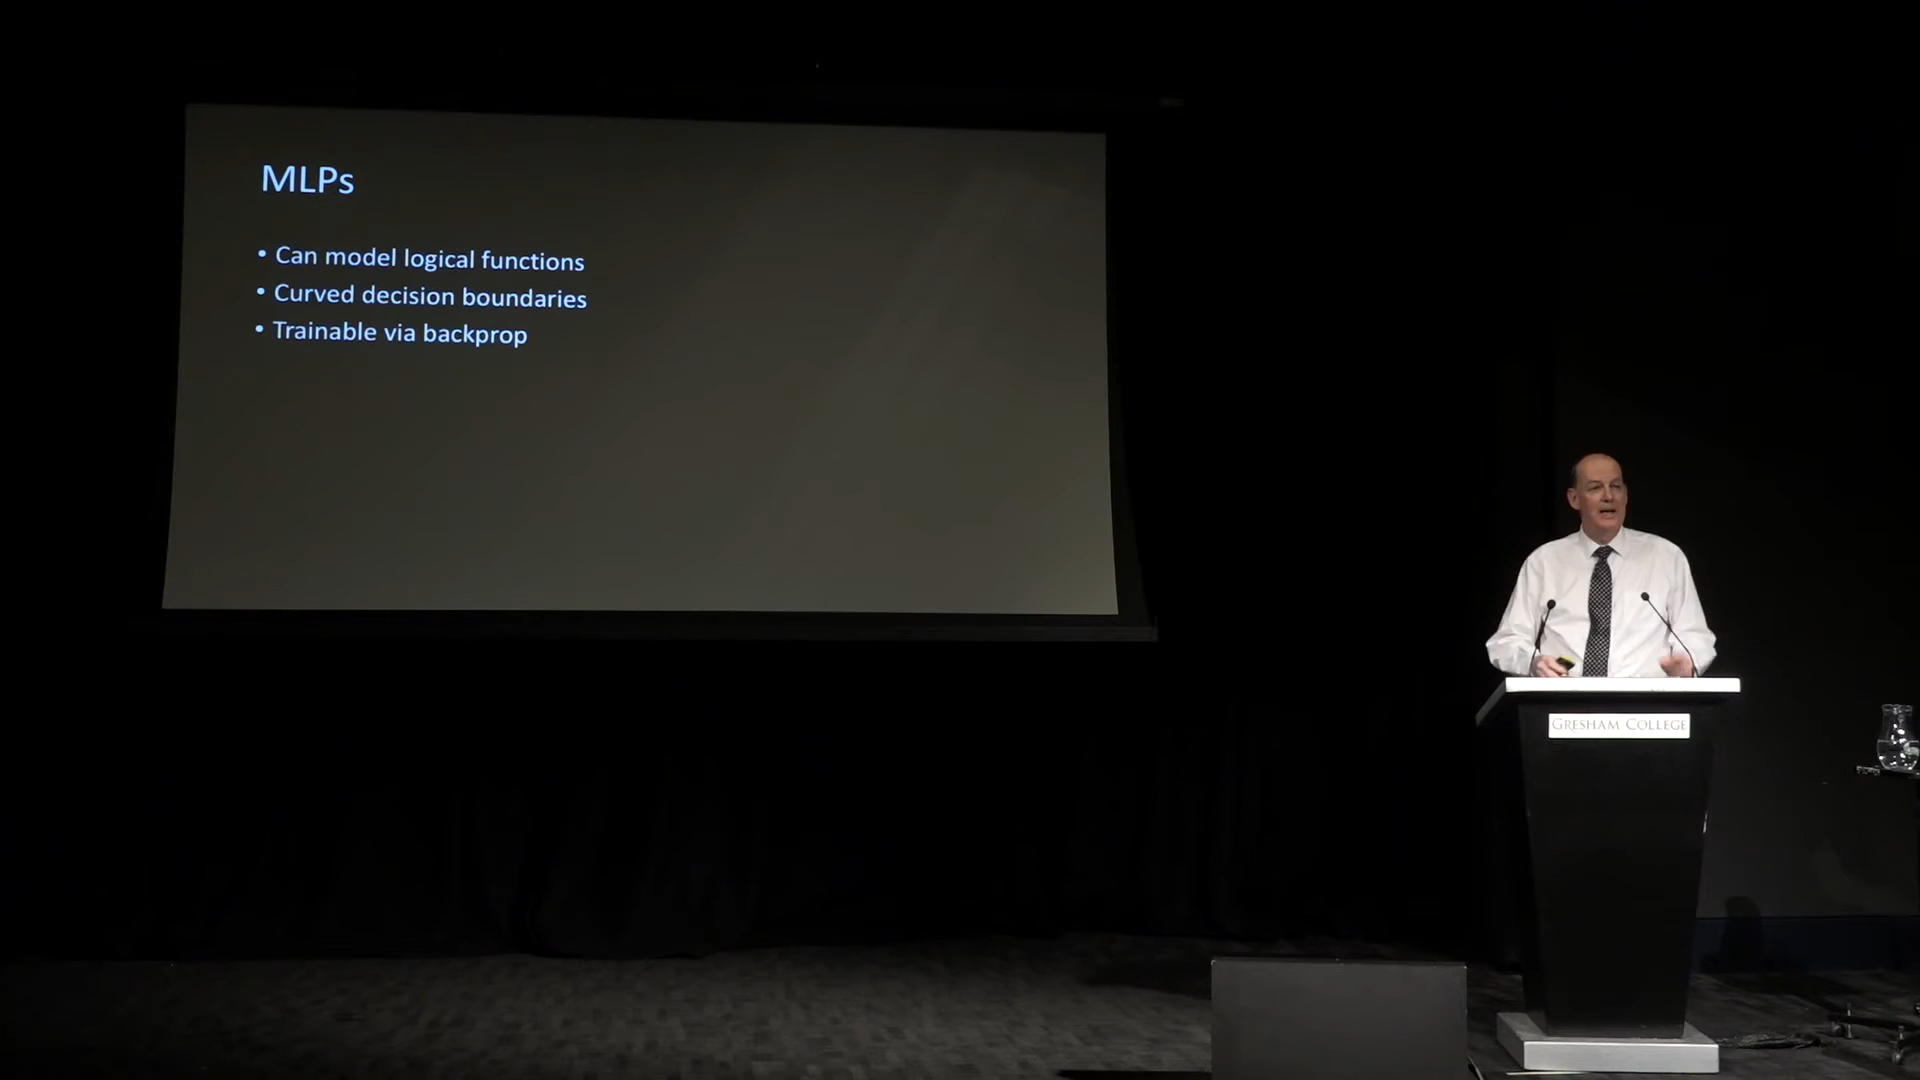 MLPs
• Can model logical functions
• Curved decision boundaries
• Trainable via backprop
GRESHAM COLLEGE